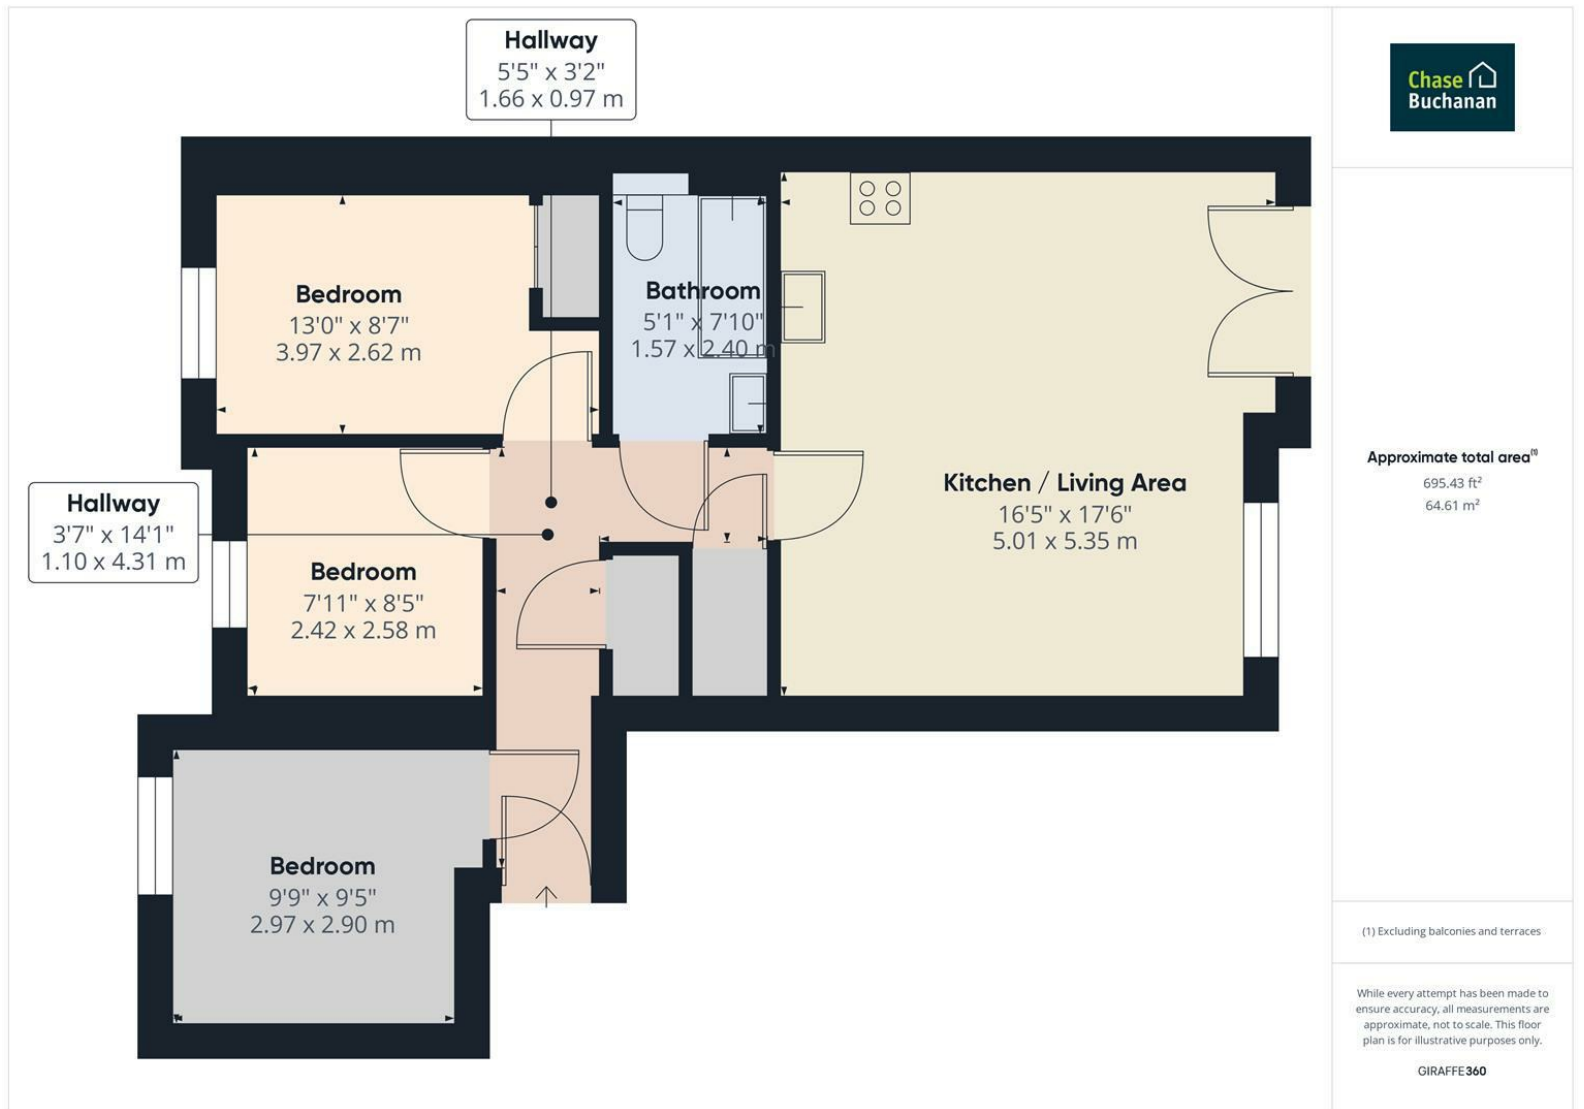 Hallway
5'5" x 3'2"
1.66 x 0.97 m
Chase
Buchanan
Bedroom
13'0" x 8'7"
3.97 x 2.62 m
Bathroom
5'1" x 7'10"
1.57 x 2.40 m
Hallway
3'7" x 14'1"
1.10 x 4.31 m
Bedroom
7'11" x 8'5"
2.42 x 2.58 m
Kitchen / Living Area
16'5" x 17'6"
5.01 x 5.35 m
Bedroom
9'9" x 9'5"
2.97 x 2.90 m
Approximate total area⁽¹⁾
695.43 ft²
64.61 m²
(1) Excluding balconies and terraces
While every attempt has been made to
ensure accuracy, all measurements are
approximate, not to scale. This floor
plan is for illustrative purposes only.
GIRAFFE360